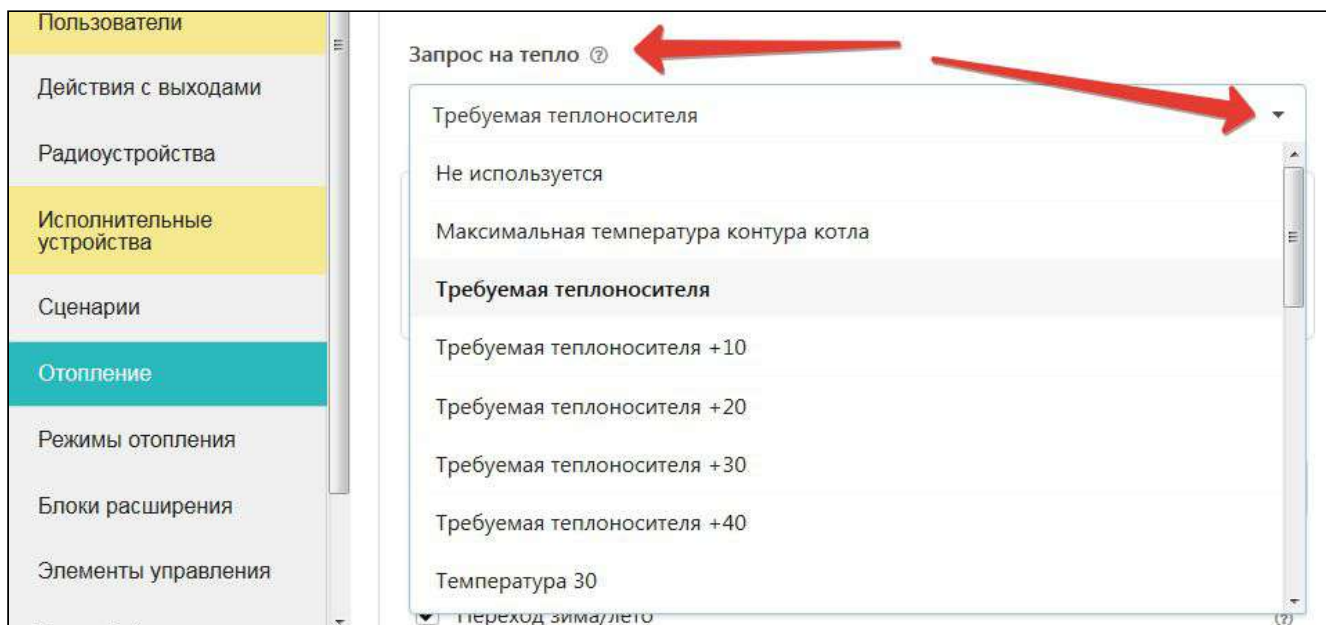 Пользователи
Действия с выходами
Радиоустройства
Исполнительные
устройства
Сценарии
Отопление
Режимы отопления
Блоки расширения
Элементы управления
Запрос на тепло
Требуемая теплоносителя
Не используется
Максимальная температура контура котла
Требуемая теплоносителя
Требуемая теплоносителя +10
Требуемая теплоносителя +20
Требуемая теплоносителя +30
Требуемая теплоносителя +40
Температура 30
Переход зима/лето